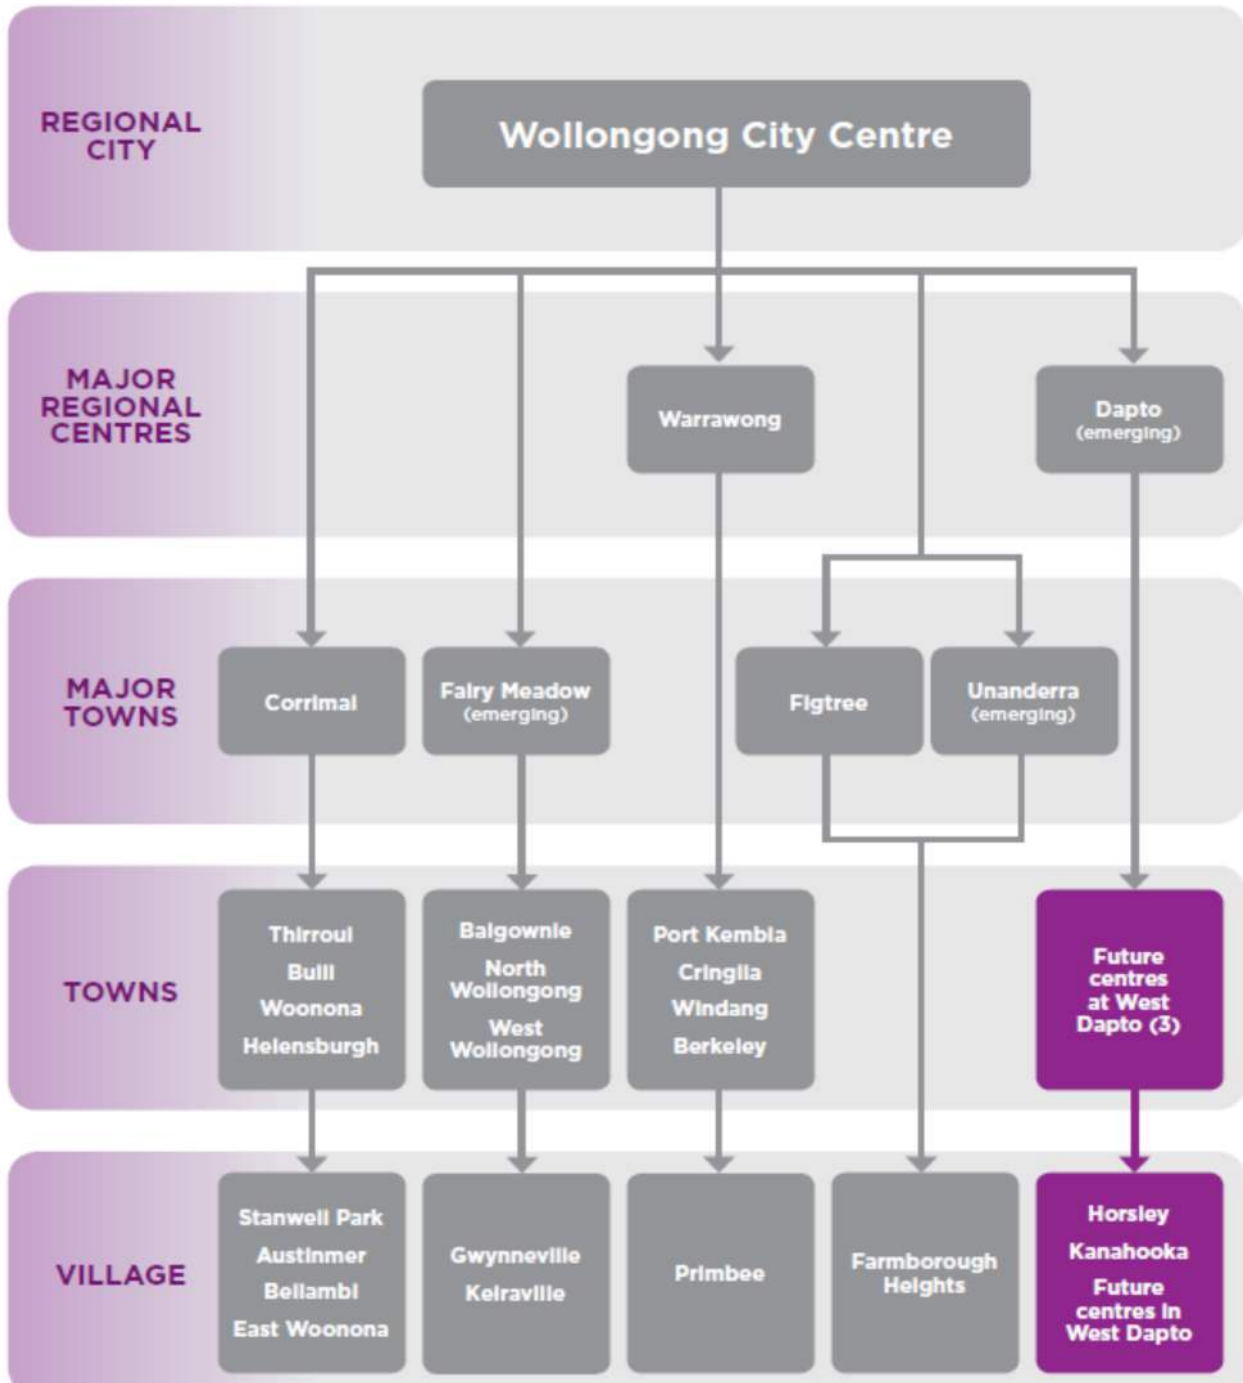 REGIONAL
CITY
Wollongong City Centre
MAJOR
REGIONAL
CENTRES
Warrawong
Dapto
(emerging)
MAJOR
TOWNS
Corrimal
Fairy Meadow
(emerging)
Figtree
Unanderra
(emerging)
TOWNS
Thirroul
Bulli
Woonona
Helensburgh
Balgownie
North
Wollongong
West
Wollongong
Port Kembla
Cringila
Windang
Berkeley
Future
centres
at West
Dapto (3)
VILLAGE
Stanwell Park
Austinmer
Bellambi
East Woonona
Gwynneville
Keiraville
Primbee
Farmborough
Heights
Horsley
Kanahooka
Future
centres in
West Dapto